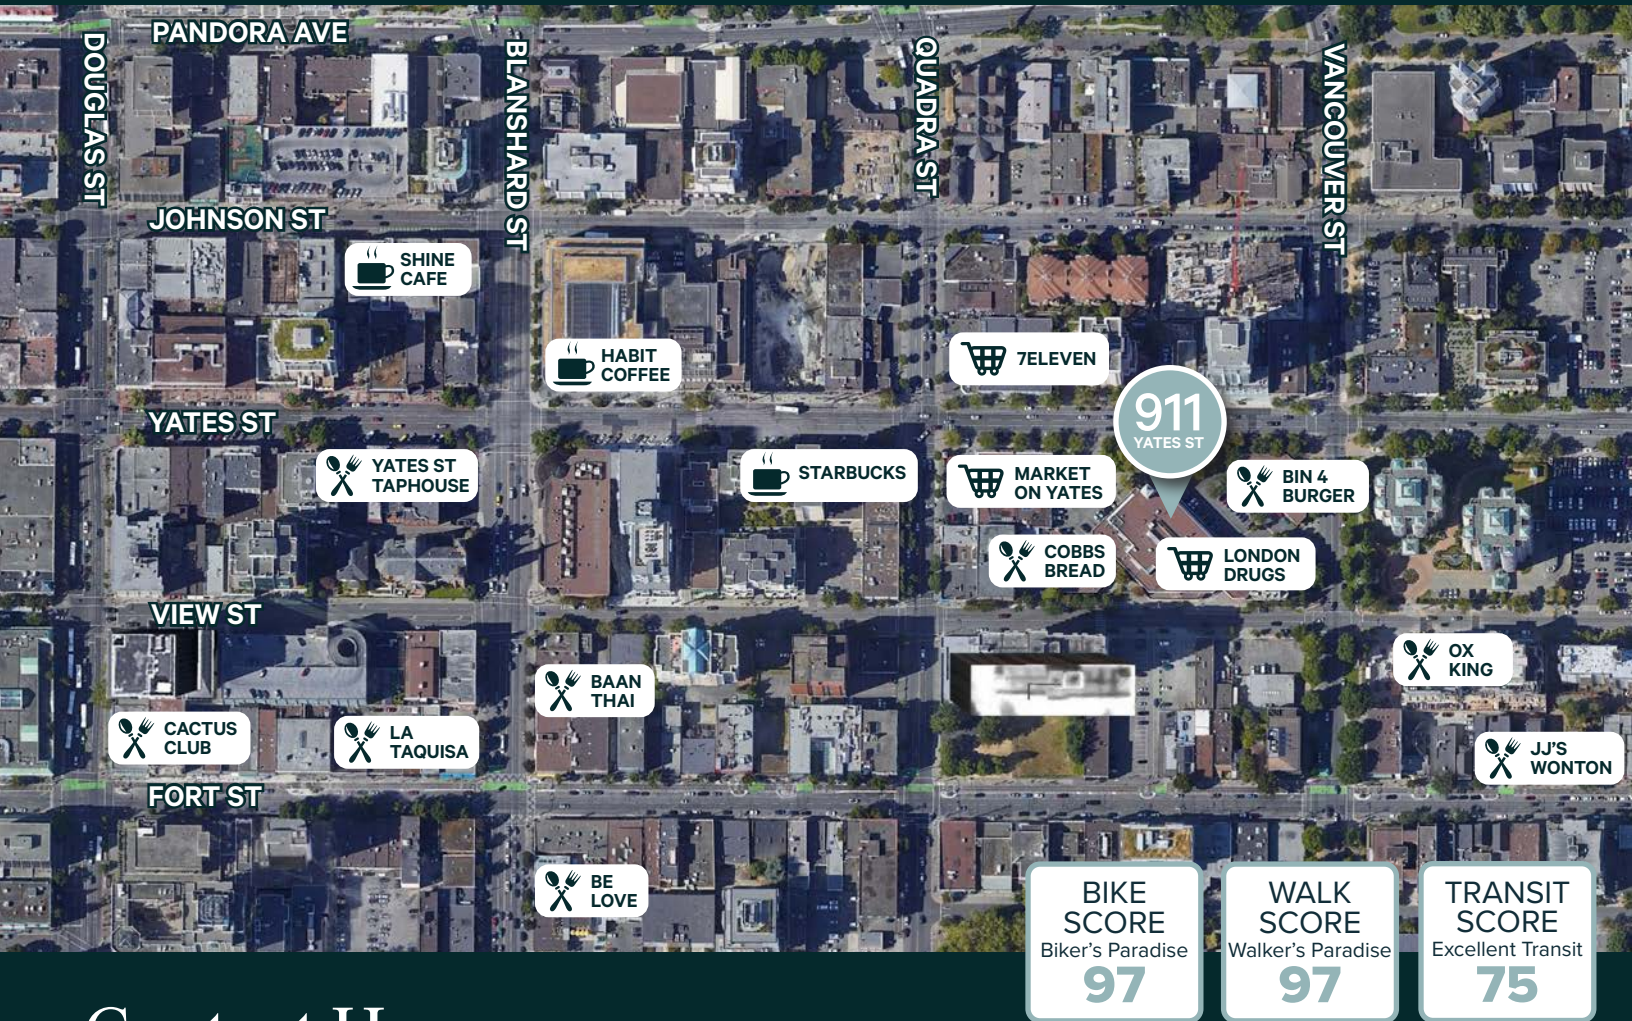 PANDORA AVE
DOUGLAS ST
BLANSHARD ST
QUADRA ST
VANCOUVER ST
JOHNSON ST
SHINE
CAFE
HABIT
COFFEE
7ELEVEN
911
YATES ST
YATES ST
YATES ST
TAPHOUSE
STARBUCKS
MARKET
ON YATES
BIN 4
BURGER
COBBS
BREAD
LONDON
DRUGS
VIEW ST
BAAN
THAI
OX
KING
CACTUS
CLUB
LA
TAQUISA
JJ'S
WONTON
FORT ST
BE
LOVE
BIKE
SCORE
Biker's Paradise
97
WALK
SCORE
Walker's Paradise
97
TRANSIT
SCORE
Excellent Transit
75